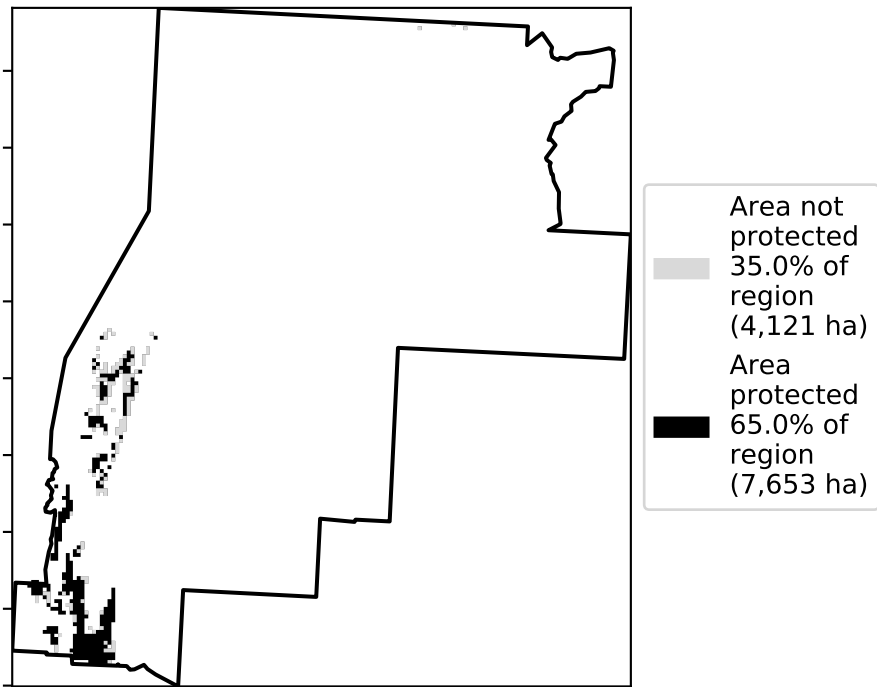 Area not
protected
35.0% of
region
(4,121 ha)
Area
protected
65.0% of
region
(7,653 ha)